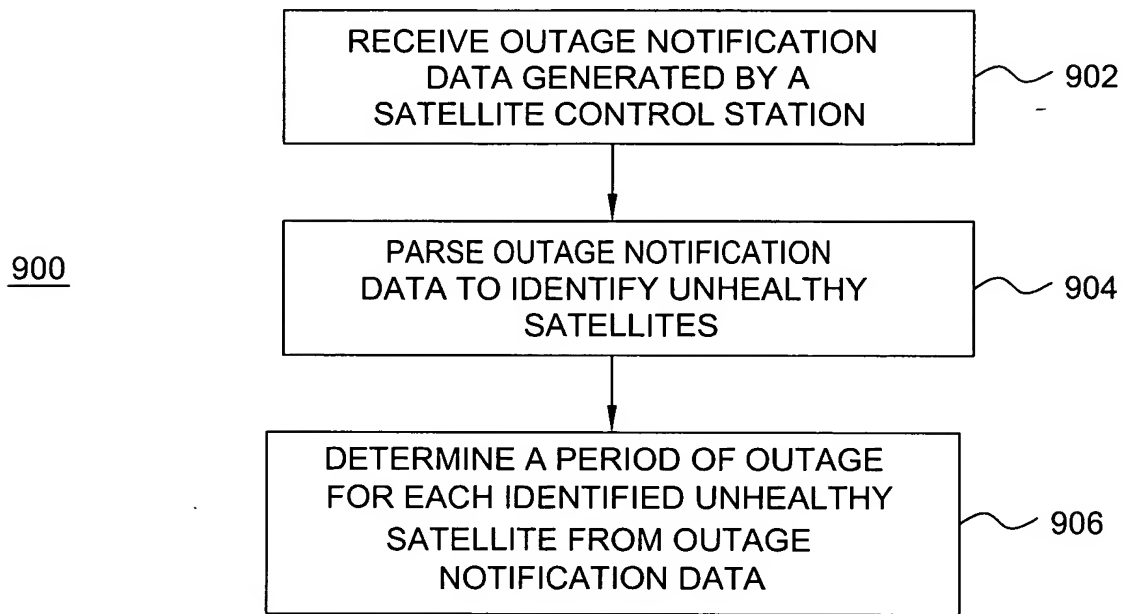 RECEIVE OUTAGE NOTIFICATION
DATA GENERATED BY A
SATELLITE CONTROL STATION
902
PARSE OUTAGE NOTIFICATION
DATA TO IDENTIFY UNHEALTHY
SATELLITES
904
900
DETERMINE A PERIOD OF OUTAGE
FOR EACH IDENTIFIED UNHEALTHY
SATELLITE FROM OUTAGE
NOTIFICATION DATA
906